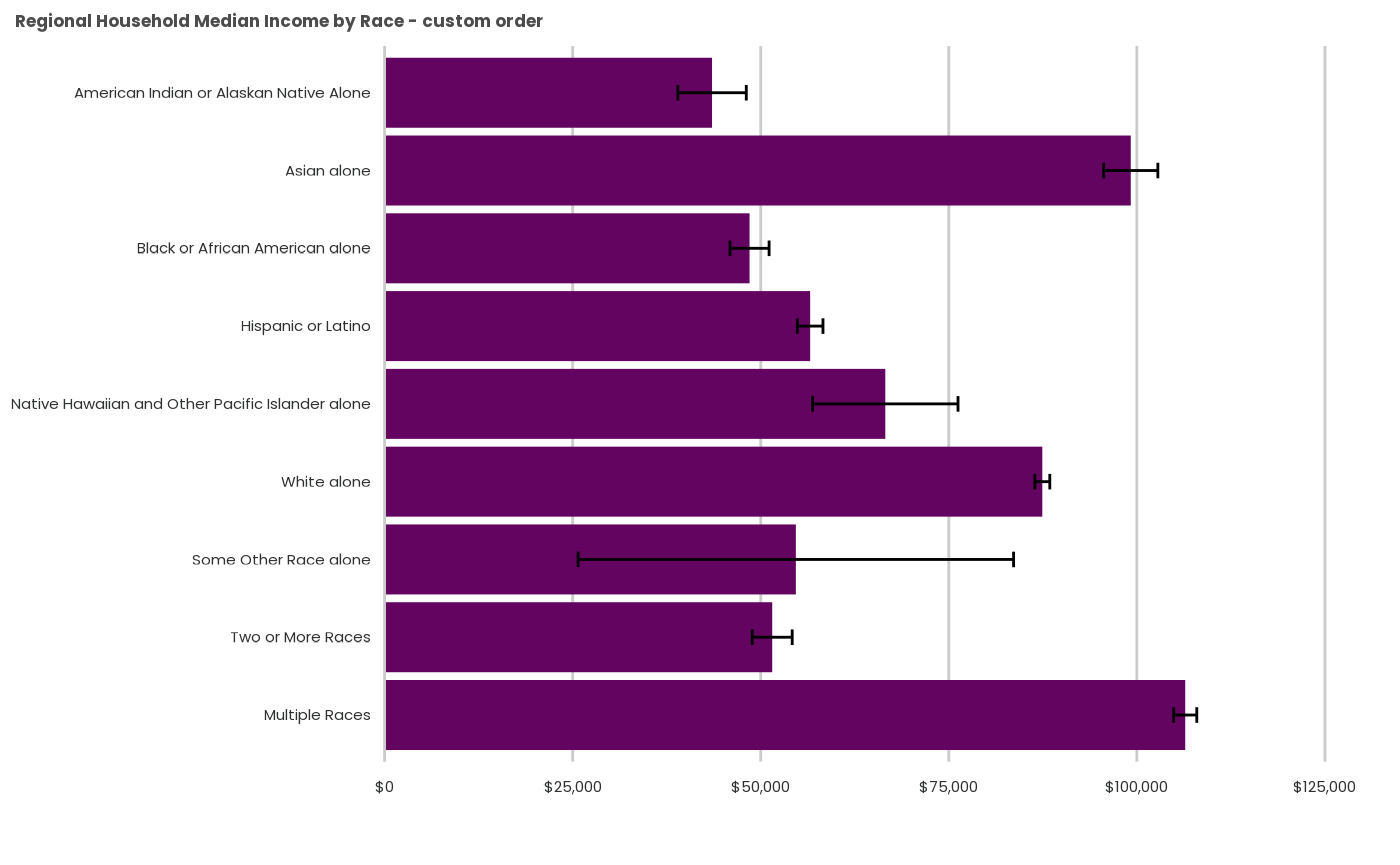 Regional Household Median Income by Race - custom order
American Indian or Alaskan Native Alone
Asian alone
Black or African American alone
Hispanic or Latino
Native Hawaiian and Other Pacific Islander alone
White alone
Some Other Race alone
Two or More Races
Multiple Races
$0 $25,000 $50,000 $75,000 $100,000 $125,000